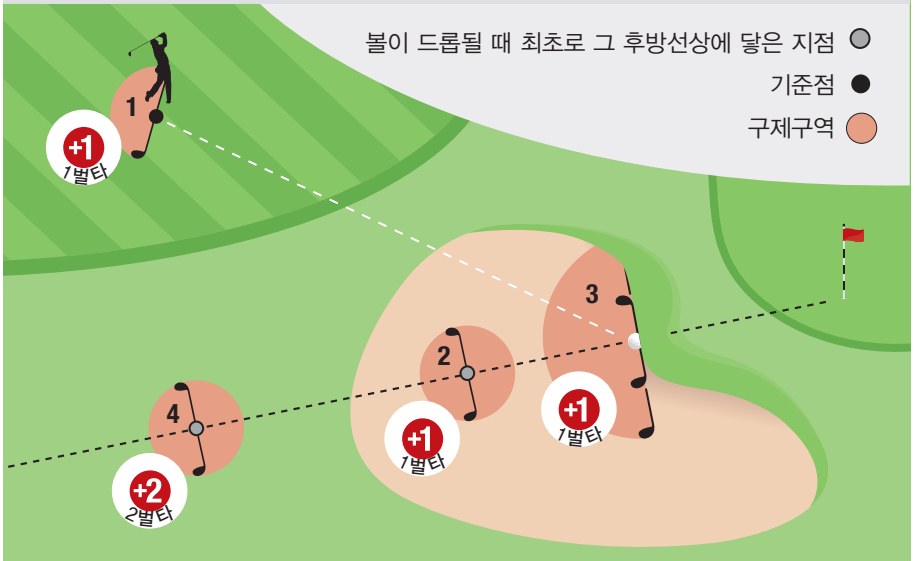 볼이 드롭될 때 최초로 그 후방선상에 닿은 지점
기준점
구제구역
1
+1
1벌타
3
2
+1
1벌타
+1
1벌타
4
+2
2벌타